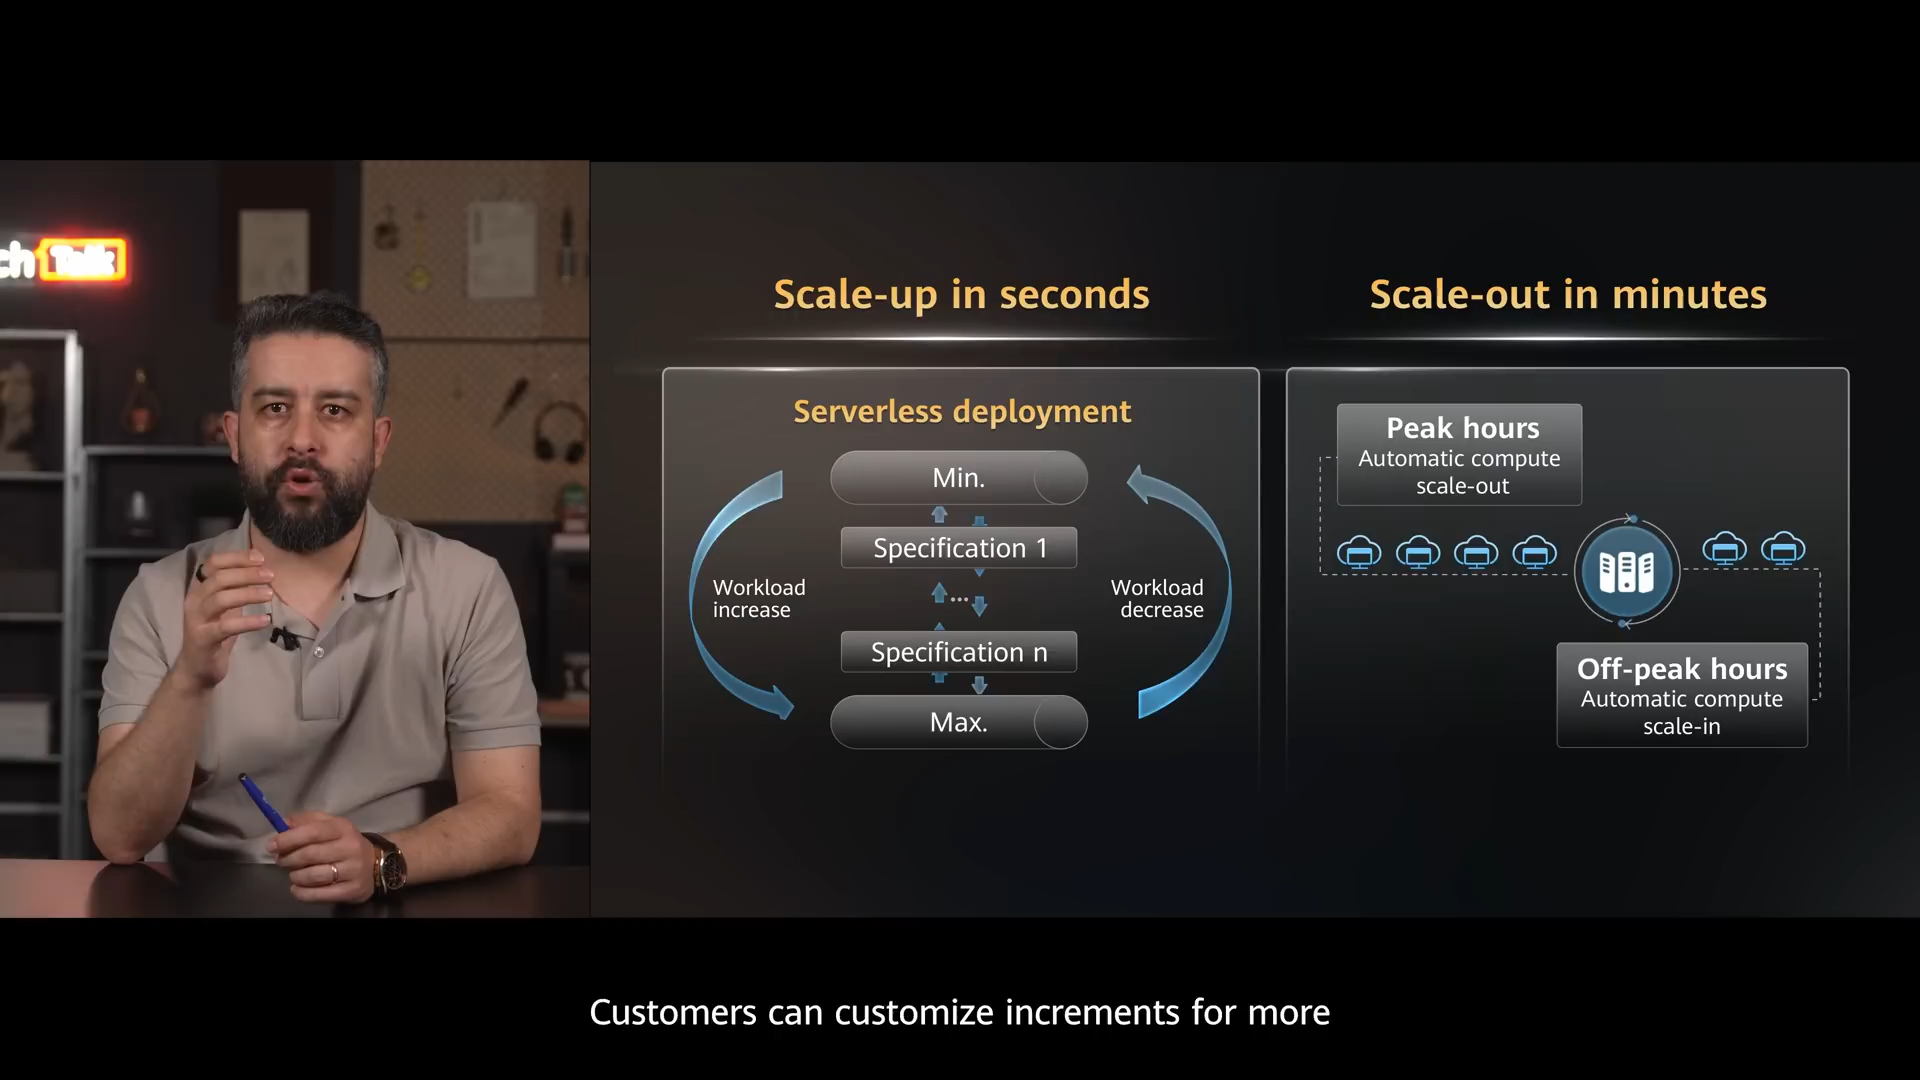 ch Talk
Scale-up in seconds
Serverless deployment
Min.
Specification 1
...
Specification n
Max.
Workload
increase
Workload
decrease
Scale-out in minutes
Peak hours
Automatic compute
scale-out
Off-peak hours
Automatic compute
scale-in
Customers can customize increments for more